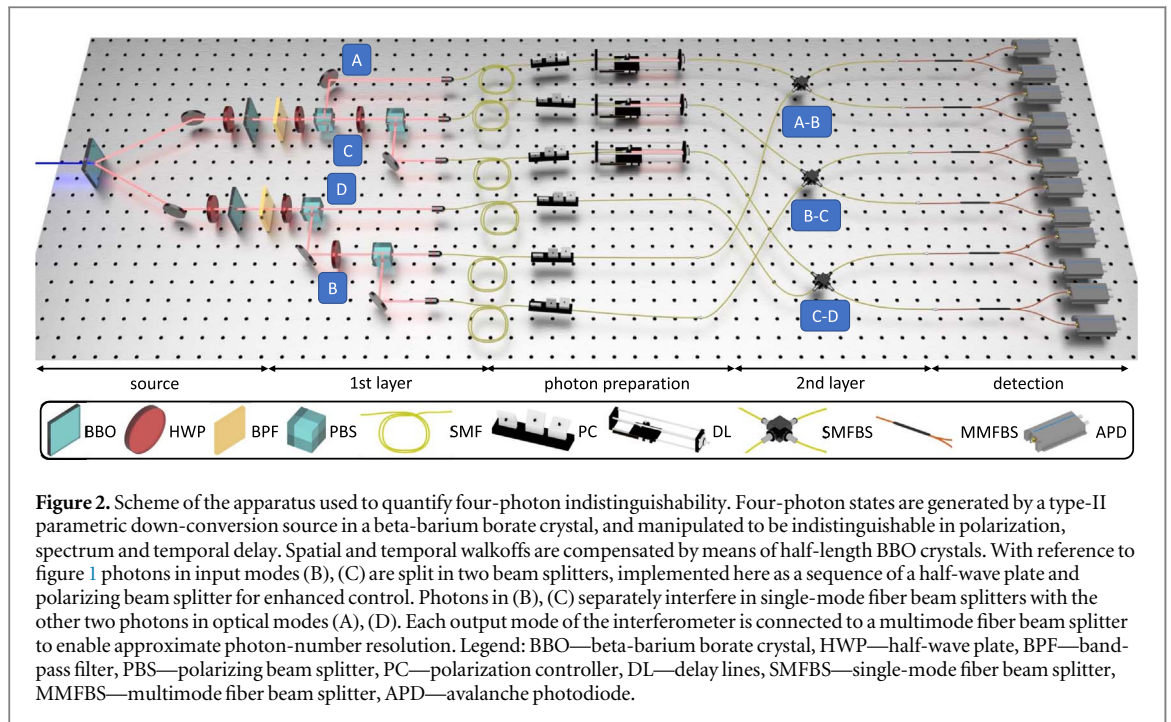 A
C
D
B
A-B
B-C
C-D
source
1st layer
photon preparation
2nd layer
detection
BBO HWP BPF PBS SMF PC DL SMFBS MMFBS APD
Figure 2. Scheme of the apparatus used to quantify four-photon indistinguishability. Four-photon states are generated by a type-II
parametric down-conversion source in a beta-barium borate crystal, and manipulated to be indistinguishable in polarization,
spectrum and temporal delay. Spatial and temporal walkoffs are compensated by means of half-length BBO crystals. With reference to
figure 1 photons in input modes (B), (C) are split in two beam splitters, implemented here as a sequence of a half-wave plate and
polarizing beam splitter for enhanced control. Photons in (B), (C) separately interfere in single-mode fiber beam splitters with the
other two photons in optical modes (A), (D). Each output mode of the interferometer is connected to a multimode fiber beam splitter
to enable approximate photon-number resolution. Legend: BBO—beta-barium borate crystal, HWP—half-wave plate, BPF—band-
pass filter, PBS—polarizing beam splitter, PC—polarization controller, DL—delay lines, SMFBS—single-mode fiber beam splitter,
MMFBS—multimode fiber beam splitter, APD—avalanche photodiode.